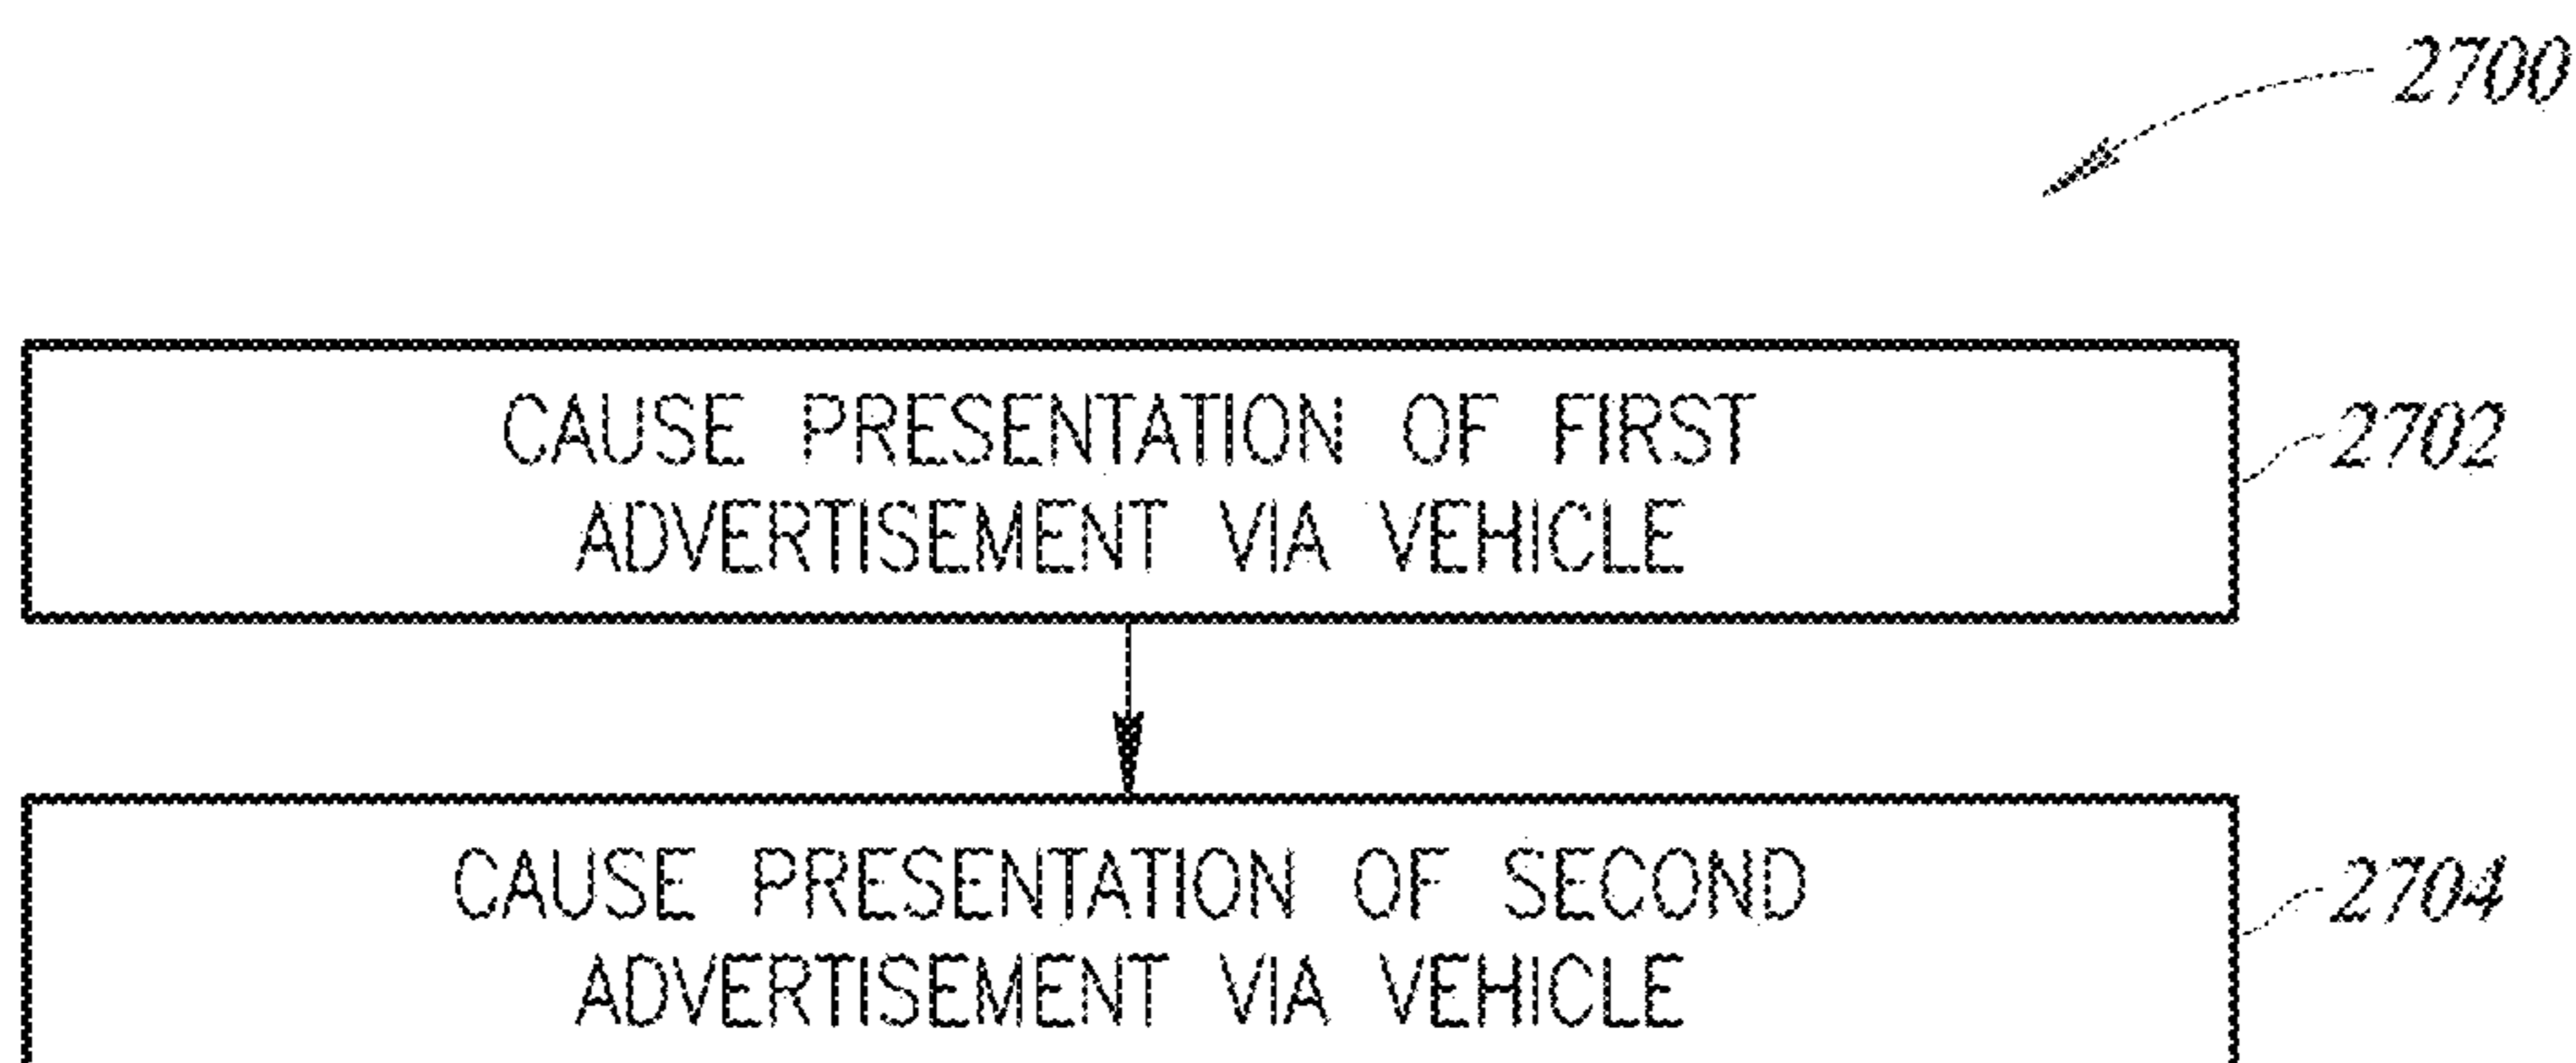 2700
CAUSE PRESENTATION OF FIRST
ADVERTISEMENT VIA VEHICLE
2702
CAUSE PRESENTATION OF SECOND
ADVERTISEMENT VIA VEHICLE
2704